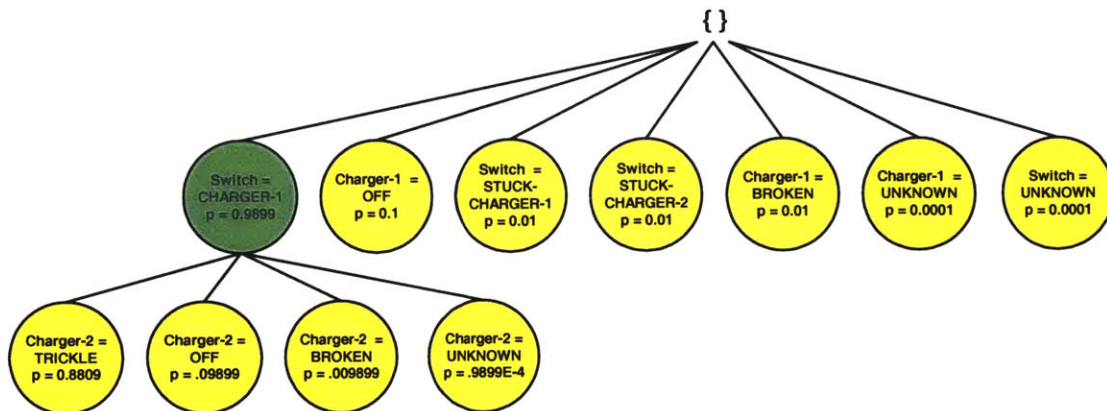 { }
Switch =
CHARGER-1
p = 0.9899
Charger-1 =
OFF
p = 0.1
Switch =
STUCK-
CHARGER-1
p = 0.01
Switch =
STUCK-
CHARGER-2
p = 0.01
Charger-1 =
BROKEN
p = 0.01
Charger-1 =
UNKNOWN
p = 0.0001
Switch =
UNKNOWN
p = 0.0001
Charger-2 =
TRICKLE
p = 0.8809
Charger-2 =
OFF
p = .09899
Charger-2 =
BROKEN
p = .009899
Charger-2 =
UNKNOWN
p = .9899E-4